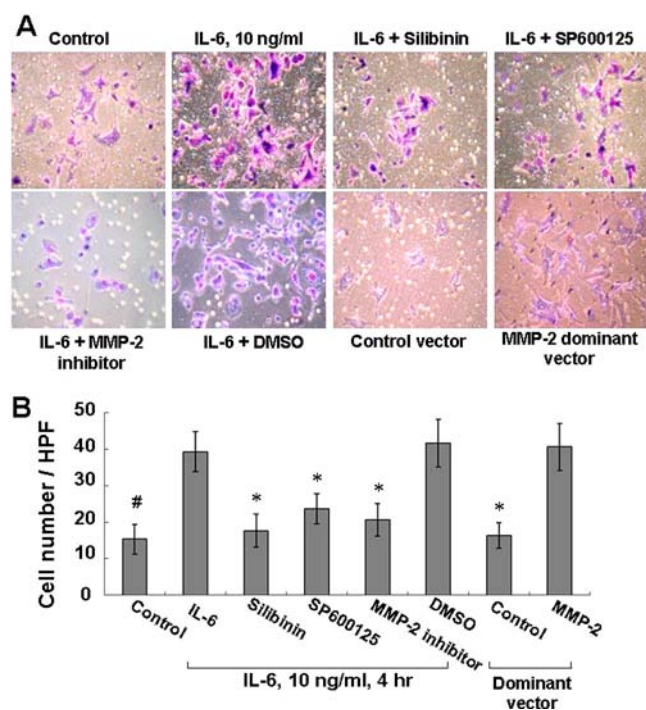 A
Control IL-6, 10 ng/ml IL-6 + Silibinin IL-6 + SP600125
IL-6 + MMP-2 inhibitor IL-6 + DMSO Control vector MMP-2 dominant vector
B
Cell number / HPF
50
40
30
20
10
0
#
*
*
*
*
Control IL-6 Silibinin SP600125 MMP-2 inhibitor DMSO Control MMP-2
IL-6, 10 ng/ml, 4 hr
Dominant
vector